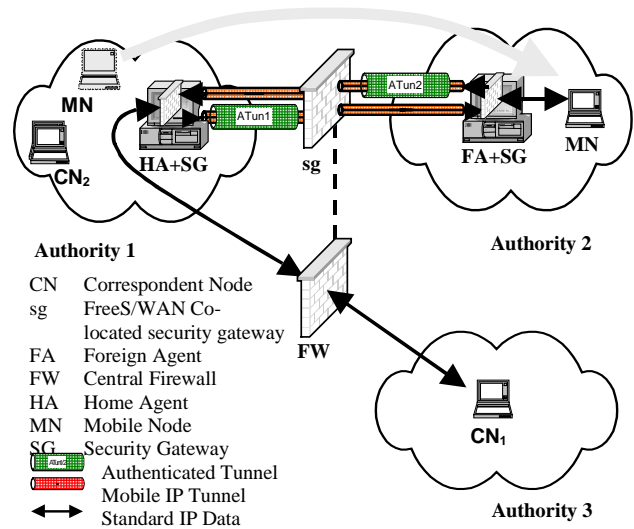 ATun2
MN
ATun1
CN2
HA+SG
sg
FA+SG
MN
Authority 1
Authority 2
CN Correspondent Node
sg FreeS/WAN Co-
located security gateway
FA Foreign Agent
FW Central Firewall
HA Home Agent
MN Mobile Node
SG Security Gateway
FW
CN1
ATun1/2
Authenticated Tunnel
Mobile IP Tunnel
Standard IP Data
Authority 3